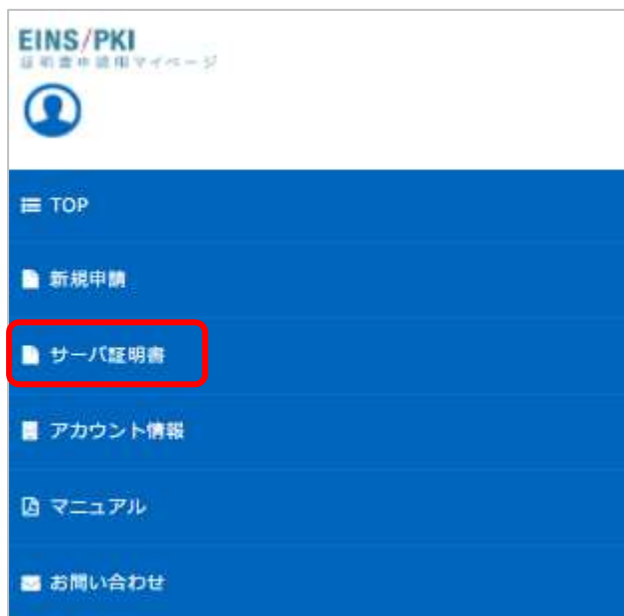 EINS/PKI
証明書申請用マイページ
TOP
新規申請
サーバ証明書
アカウント情報
マニュアル
お問い合わせ